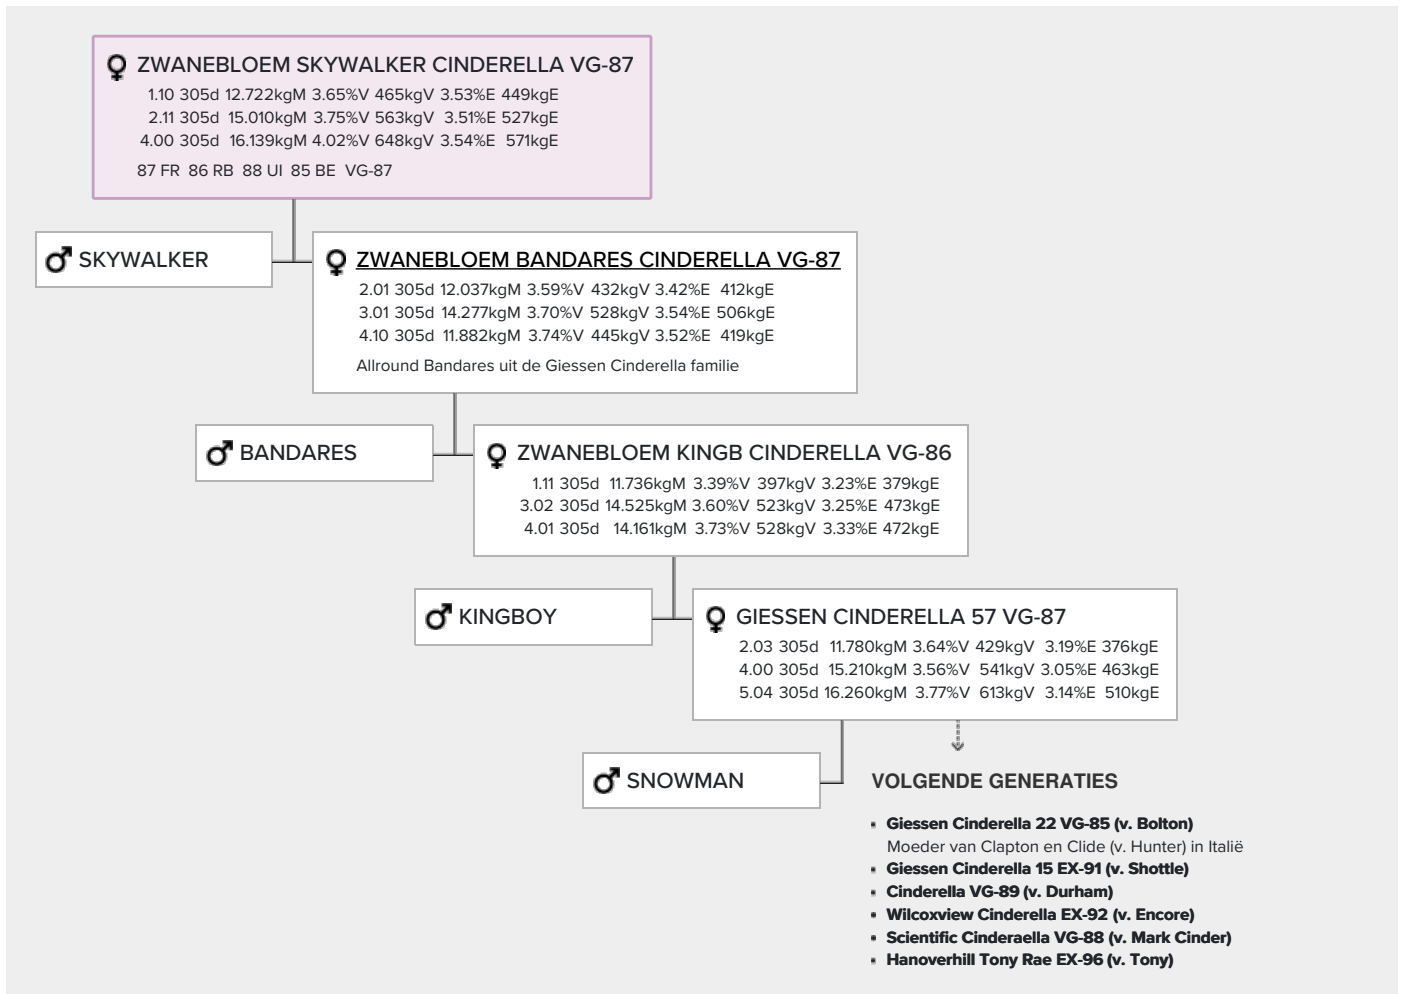 ZWANEBLOEM SKYWALKER CINDERELLA VG-87
1.10 305d 12.722kgM 3.65%V 465kgV 3.53%E 449kgE
2.11 305d 15.010kgM 3.75%V 563kgV 3.51%E 527kgE
4.00 305d 16.139kgM 4.02%V 648kgV 3.54%E 571kgE
87 FR 86 RB 88 UI 85 BE VG-87
SKYWALKER
ZWANEBLOEM BANDARES CINDERELLA VG-87
2.01 305d 12.037kgM 3.59%V 432kgV 3.42%E 412kgE
3.01 305d 14.277kgM 3.70%V 528kgV 3.54%E 506kgE
4.10 305d 11.882kgM 3.74%V 445kgV 3.52%E 419kgE
Allround Bandares uit de Giessen Cinderella familie
BANDARES
ZWANEBLOEM KINGB CINDERELLA VG-86
1.11 305d 11.736kgM 3.39%V 397kgV 3.23%E 379kgE
3.02 305d 14.525kgM 3.60%V 523kgV 3.25%E 473kgE
4.01 305d 14.161kgM 3.73%V 528kgV 3.33%E 472kgE
KINGBOY
GIESSEN CINDERELLA 57 VG-87
2.03 305d 11.780kgM 3.64%V 429kgV 3.19%E 376kgE
4.00 305d 15.210kgM 3.56%V 541kgV 3.05%E 463kgE
5.04 305d 16.260kgM 3.77%V 613kgV 3.14%E 510kgE
SNOWMAN
VOLGENDE GENERATIES
Giessen Cinderella 22 VG-85 (v. Bolton)
Moeder van Clapton en Clide (v. Hunter) in Italië
Giessen Cinderella 15 EX-91 (v. Shottle)
Cinderella VG-89 (v. Durham)
Wilcoxview Cinderella EX-92 (v. Encore)
Scientific Cinderaella VG-88 (v. Mark Cinder)
Hanoverhill Tony Rae EX-96 (v. Tony)